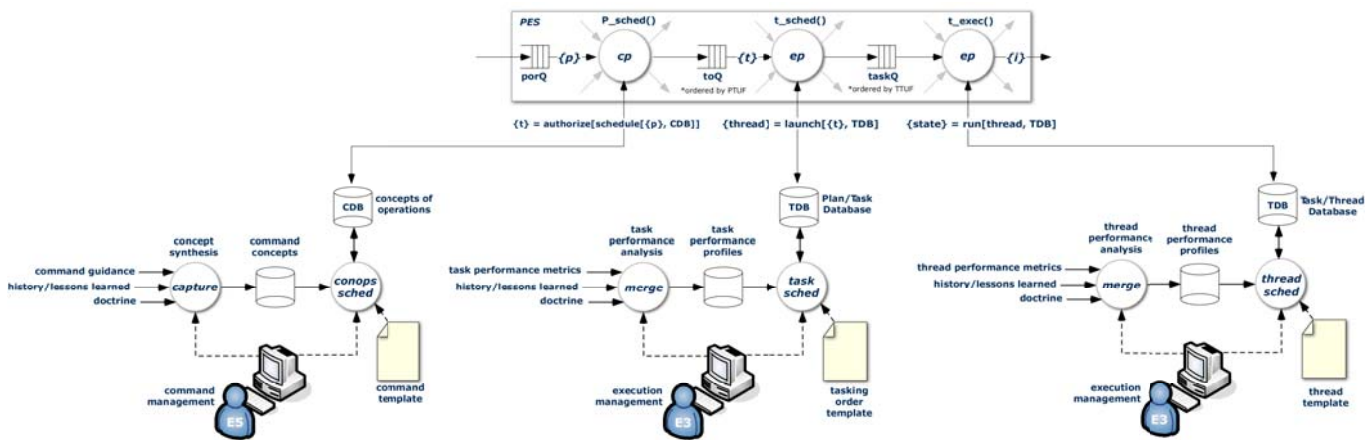 PES
P_sched()
t_sched()
t_exec()
{p}
cp
{t}
ep
ep
{i}
porQ
toQ
taskQ
*ordered by PTUF
*ordered by TTUF
{t} = authorize[schedule[{p}, CDB]]
{thread] = launch[{t}, TDB]
{state} = run[thread, TDB]
CDB
concepts of
operations
concept
synthesis
command
concepts
command guidance
history/lessons learned
doctrine
capture
conops
sched
command
management
E5
command
template
TDB
Plan/Task
Database
task
performance
analysis
task
performance
profiles
task performance metrics
history/lessons learned
doctrine
merge
task
sched
execution
management
E3
tasking
order
template
TDB
Task/Thread
Database
thread
performance
analysis
thread
performance
profiles
thread performance metrics
history/lessons learned
doctrine
merge
thread
sched
execution
management
E3
thread
template